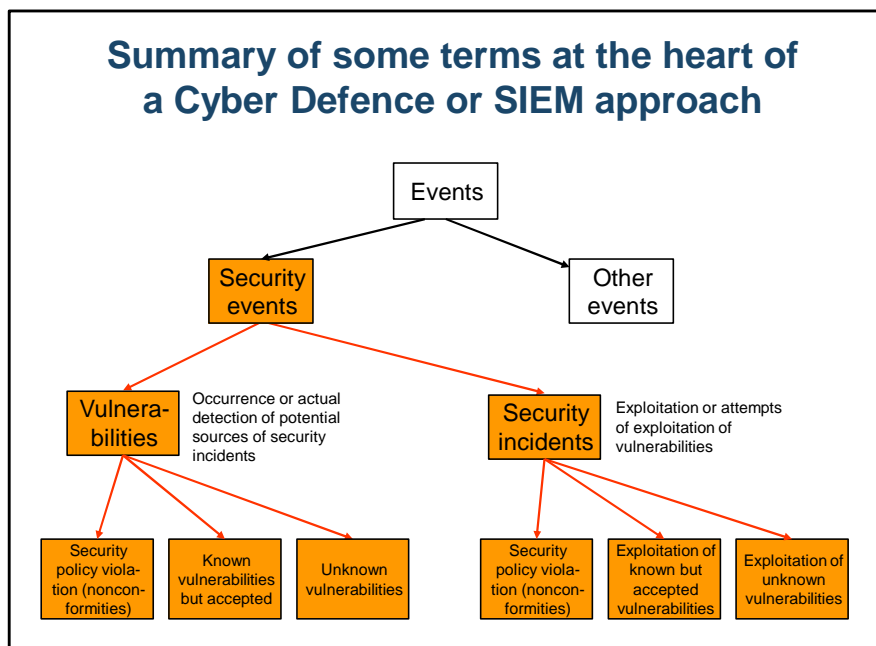 Summary of some terms at the heart of
a Cyber Defence or SIEM approach
Events
Security
events
Other
events
Vulnera-
bilities
Occurrence or actual
detection of potential
sources of security
incidents
Security
incidents
Exploitation or attempts
of exploitation of
vulnerabilities
Security
policy viola-
tion (noncon-
formities)
Known
vulnerabilities
but accepted
Unknown
vulnerabilities
Security
policy viola-
tion (noncon-
formities)
Exploitation of
known but
accepted
vulnerabilities
Exploitation of
unknown
vulnerabilities